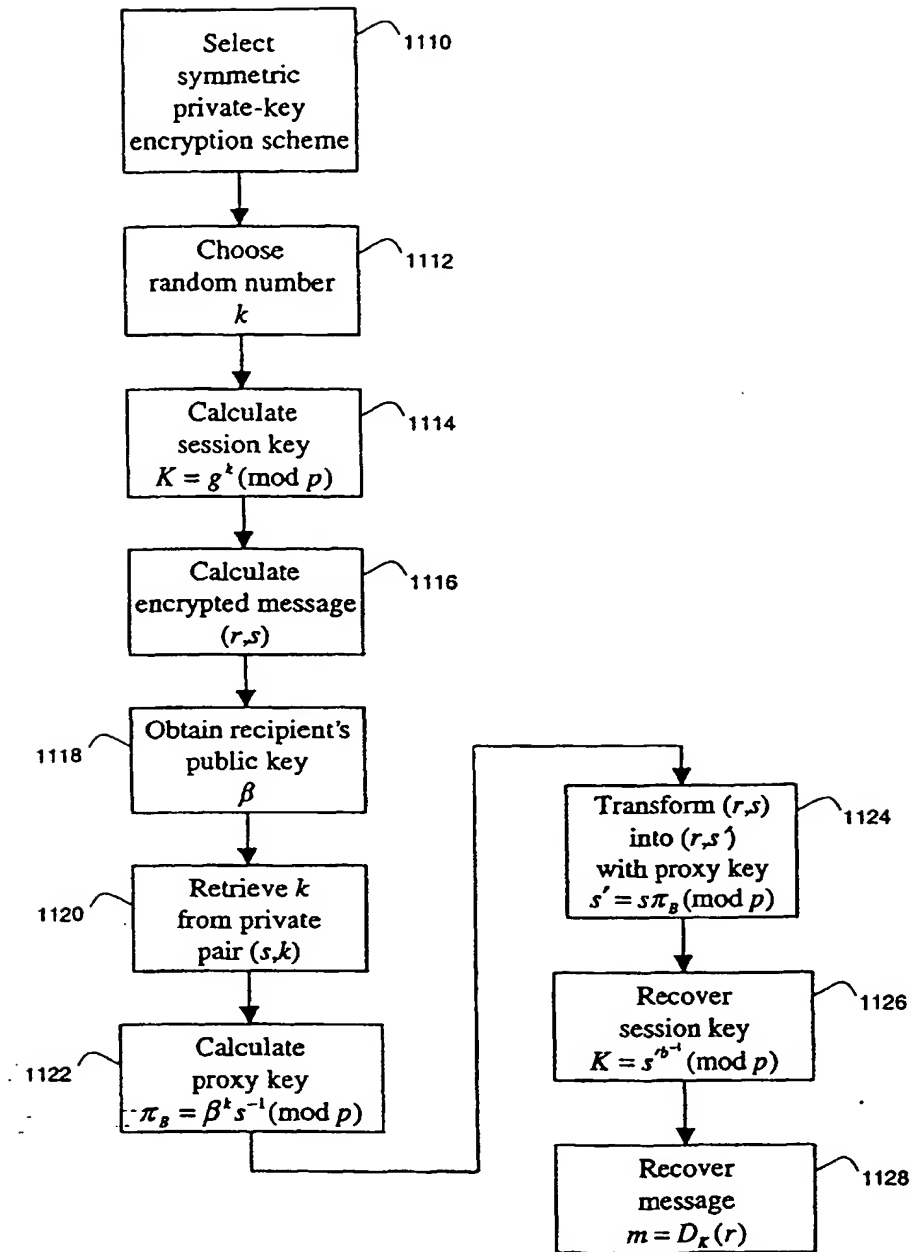 Select
symmetric
private-key
encryption scheme
1110
Choose
random number
k
1112
Calculate
session key
K = g^k (mod p)
1114
Calculate
encrypted message
(r,s)
1116
Obtain recipient's
public key
β
1118
Retrieve k
from private
pair (s,k)
1120
Calculate
proxy key
π_B = β^k s^{-1} (mod p)
1122
Transform (r,s)
into (r,s')
with proxy key
s' = sπ_B (mod p)
1124
Recover
session key
K = s'^{b^{-1}} (mod p)
1126
Recover
message
m = D_K(r)
1128